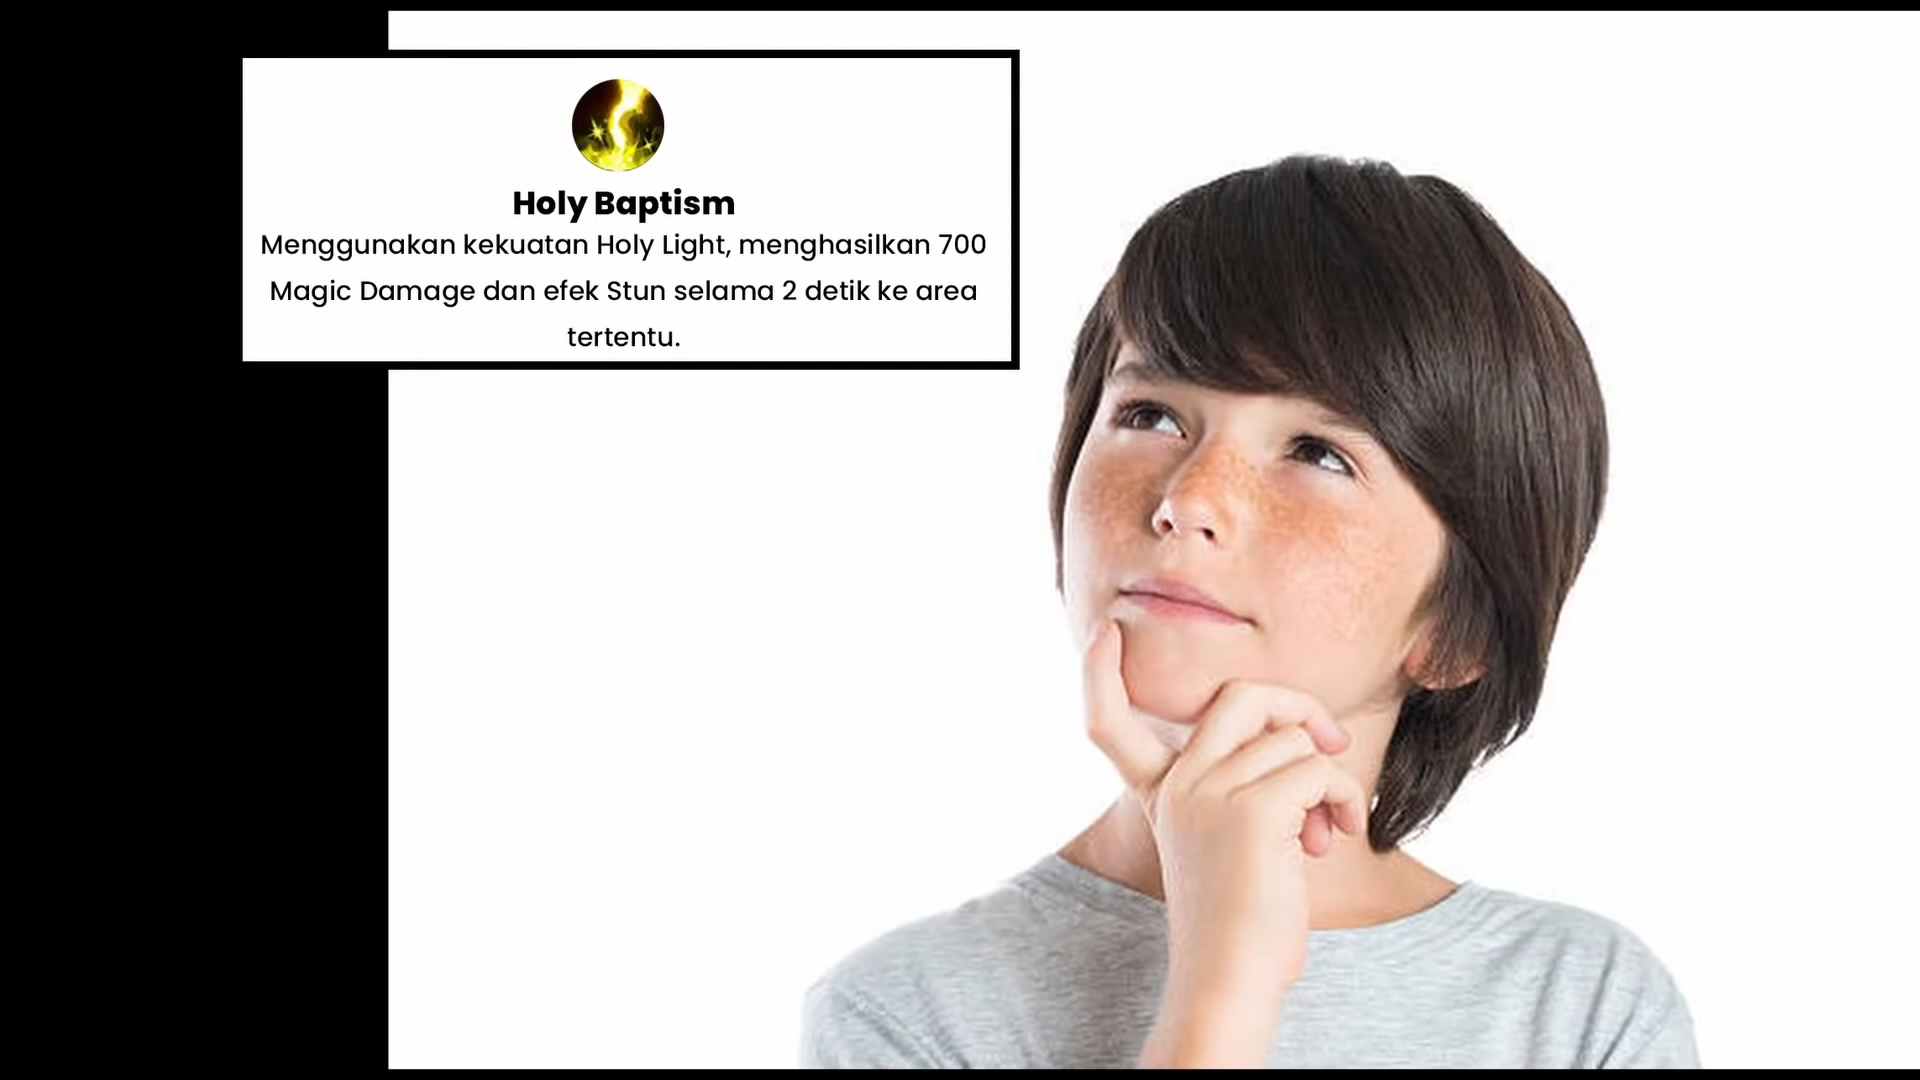 Holy Baptism
Menggunakan kekuatan Holy Light, menghasilkan 700
Magic Damage dan efek Stun selama 2 detik ke area
tertentu.